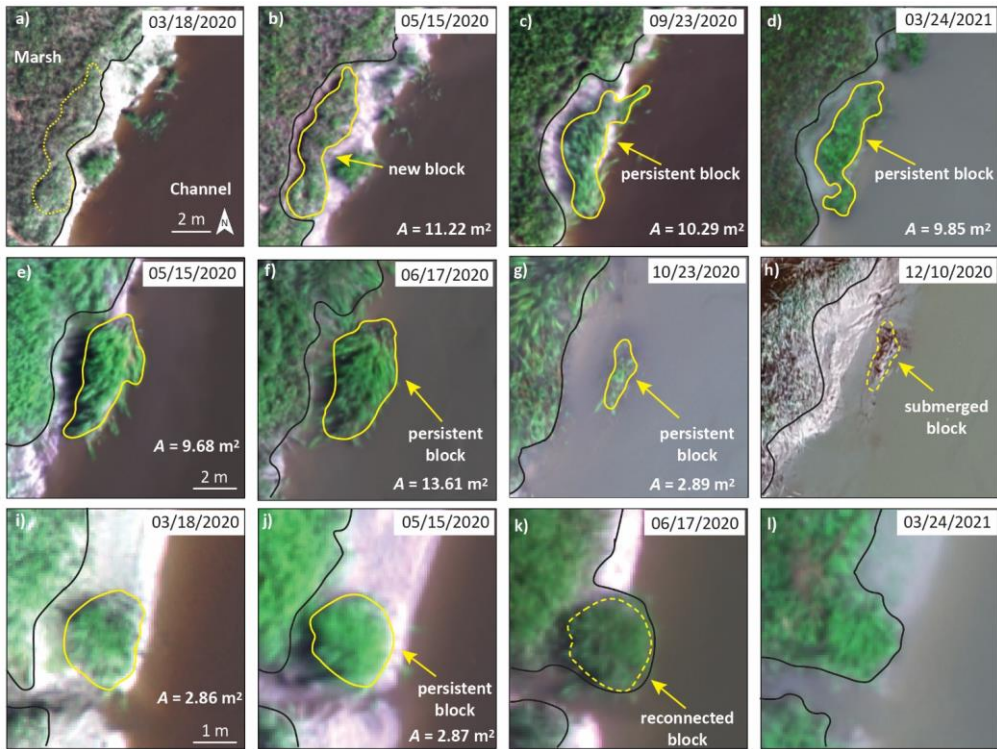 a)
03/18/2020
Marsh
Channel
2 m
N
b)
05/15/2020
new block
A = 11.22 m²
c)
09/23/2020
persistent block
A = 10.29 m²
d)
03/24/2021
persistent block
A = 9.85 m²
e)
05/15/2020
A = 9.68 m²
2 m
f)
06/17/2020
persistent
block
A = 13.61 m²
g)
10/23/2020
persistent
block
A = 2.89 m²
h)
12/10/2020
submerged
block
i)
03/18/2020
A = 2.86 m²
1 m
j)
05/15/2020
persistent
block
A = 2.87 m²
k)
06/17/2020
reconnected
block
l)
03/24/2021